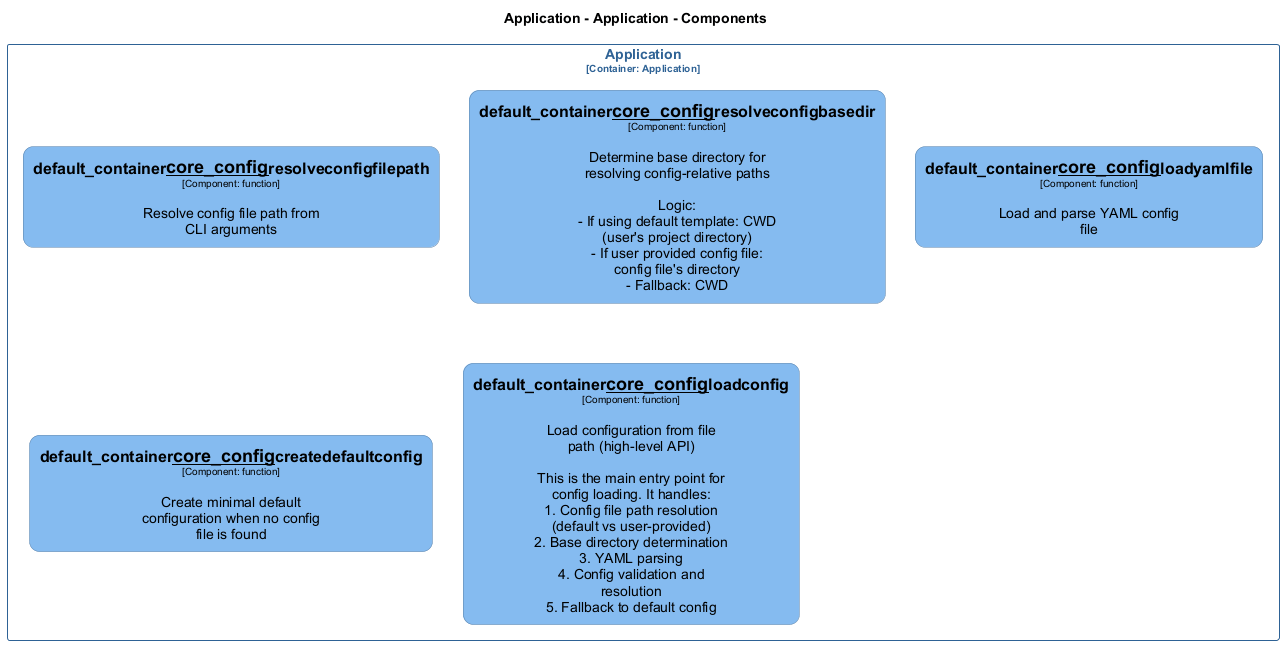 Application - Application - Components
Application
[Container: Application]
default_containercore_configresolveconfigfilepath
[Component: function]
Resolve config file path from
CLI arguments
default_containercore_configresolveconfigbasedir
[Component: function]
Determine base directory for
resolving config-relative paths
Logic:
- If using default template: CWD
(user's project directory)
- If user provided config file:
config file's directory
- Fallback: CWD
default_containercore_configloadyamlfile
[Component: function]
Load and parse YAML config
file
default_containercore_configcreatedefaultconfig
[Component: function]
Create minimal default
configuration when no config
file is found
default_containercore_configloadconfig
[Component: function]
Load configuration from file
path (high-level API)
This is the main entry point for
config loading. It handles:
1. Config file path resolution
(default vs user-provided)
2. Base directory determination
3. YAML parsing
4. Config validation and
resolution
5. Fallback to default config